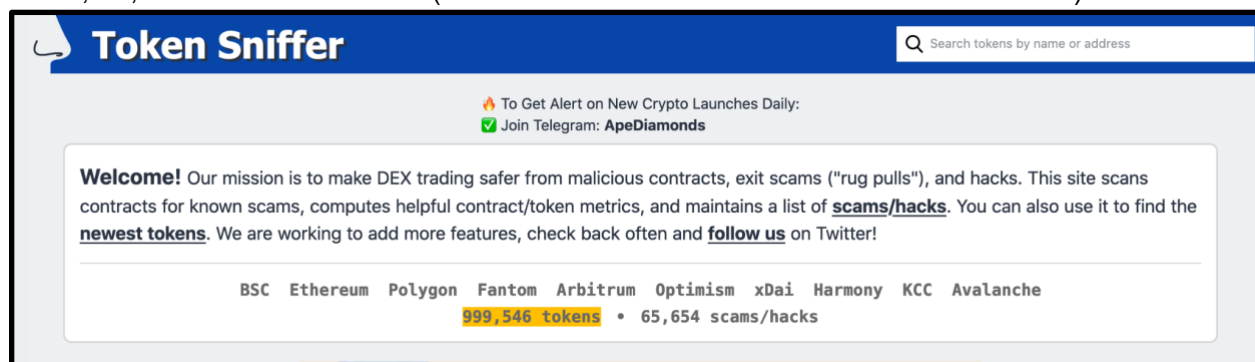 Token Sniffer
Search tokens by name or address
🔥 To Get Alert on New Crypto Launches Daily:
✅ Join Telegram: ApeDiamonds
Welcome! Our mission is to make DEX trading safer from malicious contracts, exit scams ("rug pulls"), and hacks. This site scans
contracts for known scams, computes helpful contract/token metrics, and maintains a list of scams/hacks. You can also use it to find the
newest tokens. We are working to add more features, check back often and follow us on Twitter!
BSC Ethereum Polygon Fantom Arbitrum Optimism xDai Harmony KCC Avalanche
999,546 tokens • 65,654 scams/hacks